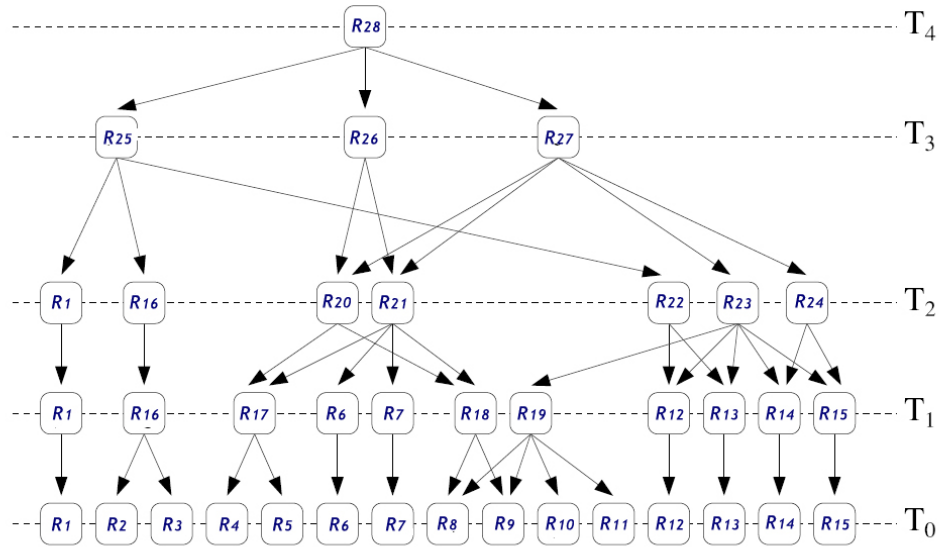 R28 T4
R25 R26 R27 T3
R1 R16 R20 R21 R22 R23 R24 T2
R1 R16 R17 R6 R7 R18 R19 R12 R13 R14 R15 T1
R1 R2 R3 R4 R5 R6 R7 R8 R9 R10 R11 R12 R13 R14 R15 T0